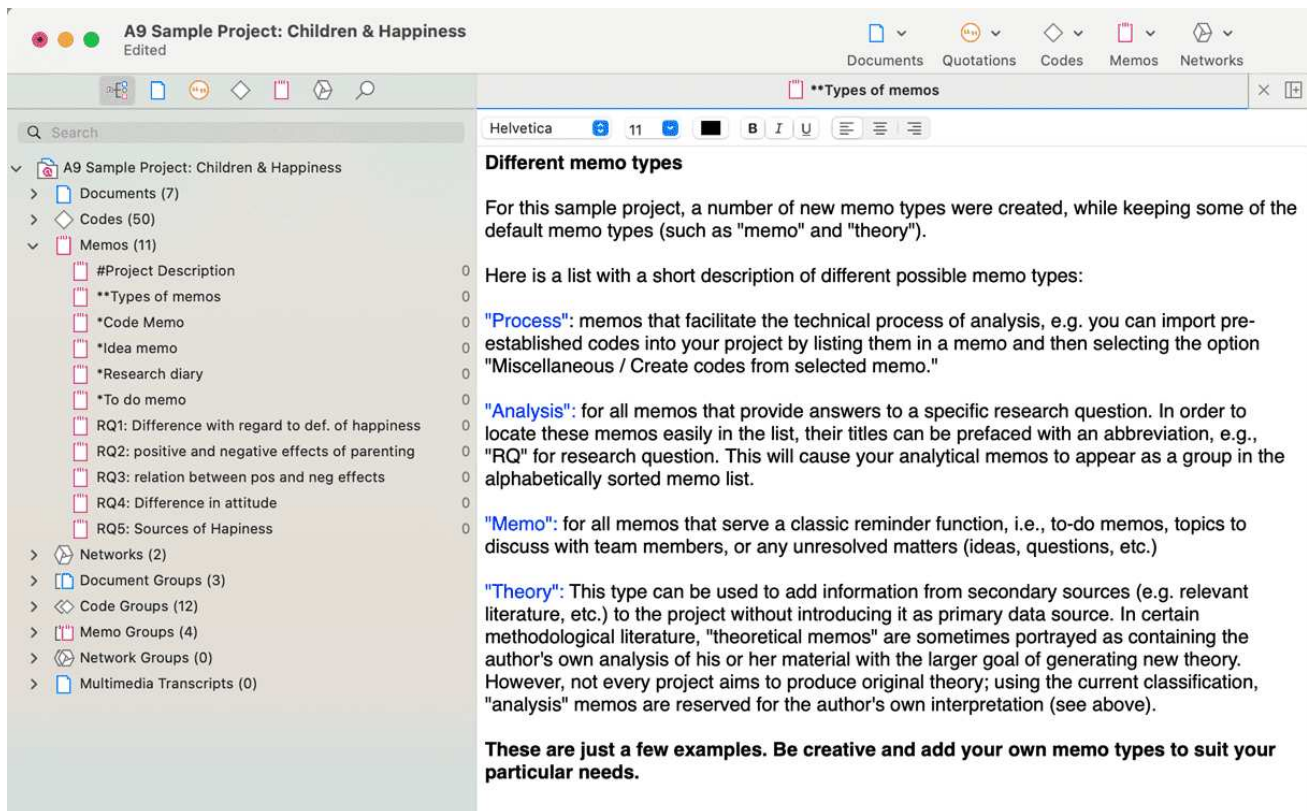 A9 Sample Project: Children & Happiness
Edited
Documents
Quotations
Codes
Memos
Networks
**Types of memos
Search
A9 Sample Project: Children & Happiness
Documents (7)
Codes (50)
Memos (11)
#Project Description 0
**Types of memos 0
*Code Memo 0
*Idea memo 0
*Research diary 0
*To do memo 0
RQ1: Difference with regard to def. of happiness 0
RQ2: positive and negative effects of parenting 0
RQ3: relation between pos and neg effects 0
RQ4: Difference in attitude 0
RQ5: Sources of Hapiness 0
Networks (2)
Document Groups (3)
Code Groups (12)
Memo Groups (4)
Network Groups (0)
Multimedia Transcripts (0)
Helvetica 11 B I U
Different memo types
For this sample project, a number of new memo types were created, while keeping some of the
default memo types (such as "memo" and "theory").
Here is a list with a short description of different possible memo types:
"Process": memos that facilitate the technical process of analysis, e.g. you can import pre-
established codes into your project by listing them in a memo and then selecting the option
"Miscellaneous / Create codes from selected memo."
"Analysis": for all memos that provide answers to a specific research question. In order to
locate these memos easily in the list, their titles can be prefaced with an abbreviation, e.g.,
"RQ" for research question. This will cause your analytical memos to appear as a group in the
alphabetically sorted memo list.
"Memo": for all memos that serve a classic reminder function, i.e., to-do memos, topics to
discuss with team members, or any unresolved matters (ideas, questions, etc.)
"Theory": This type can be used to add information from secondary sources (e.g. relevant
literature, etc.) to the project without introducing it as primary data source. In certain
methodological literature, "theoretical memos" are sometimes portrayed as containing the
author's own analysis of his or her material with the larger goal of generating new theory.
However, not every project aims to produce original theory; using the current classification,
"analysis" memos are reserved for the author's own interpretation (see above).
These are just a few examples. Be creative and add your own memo types to suit your
particular needs.